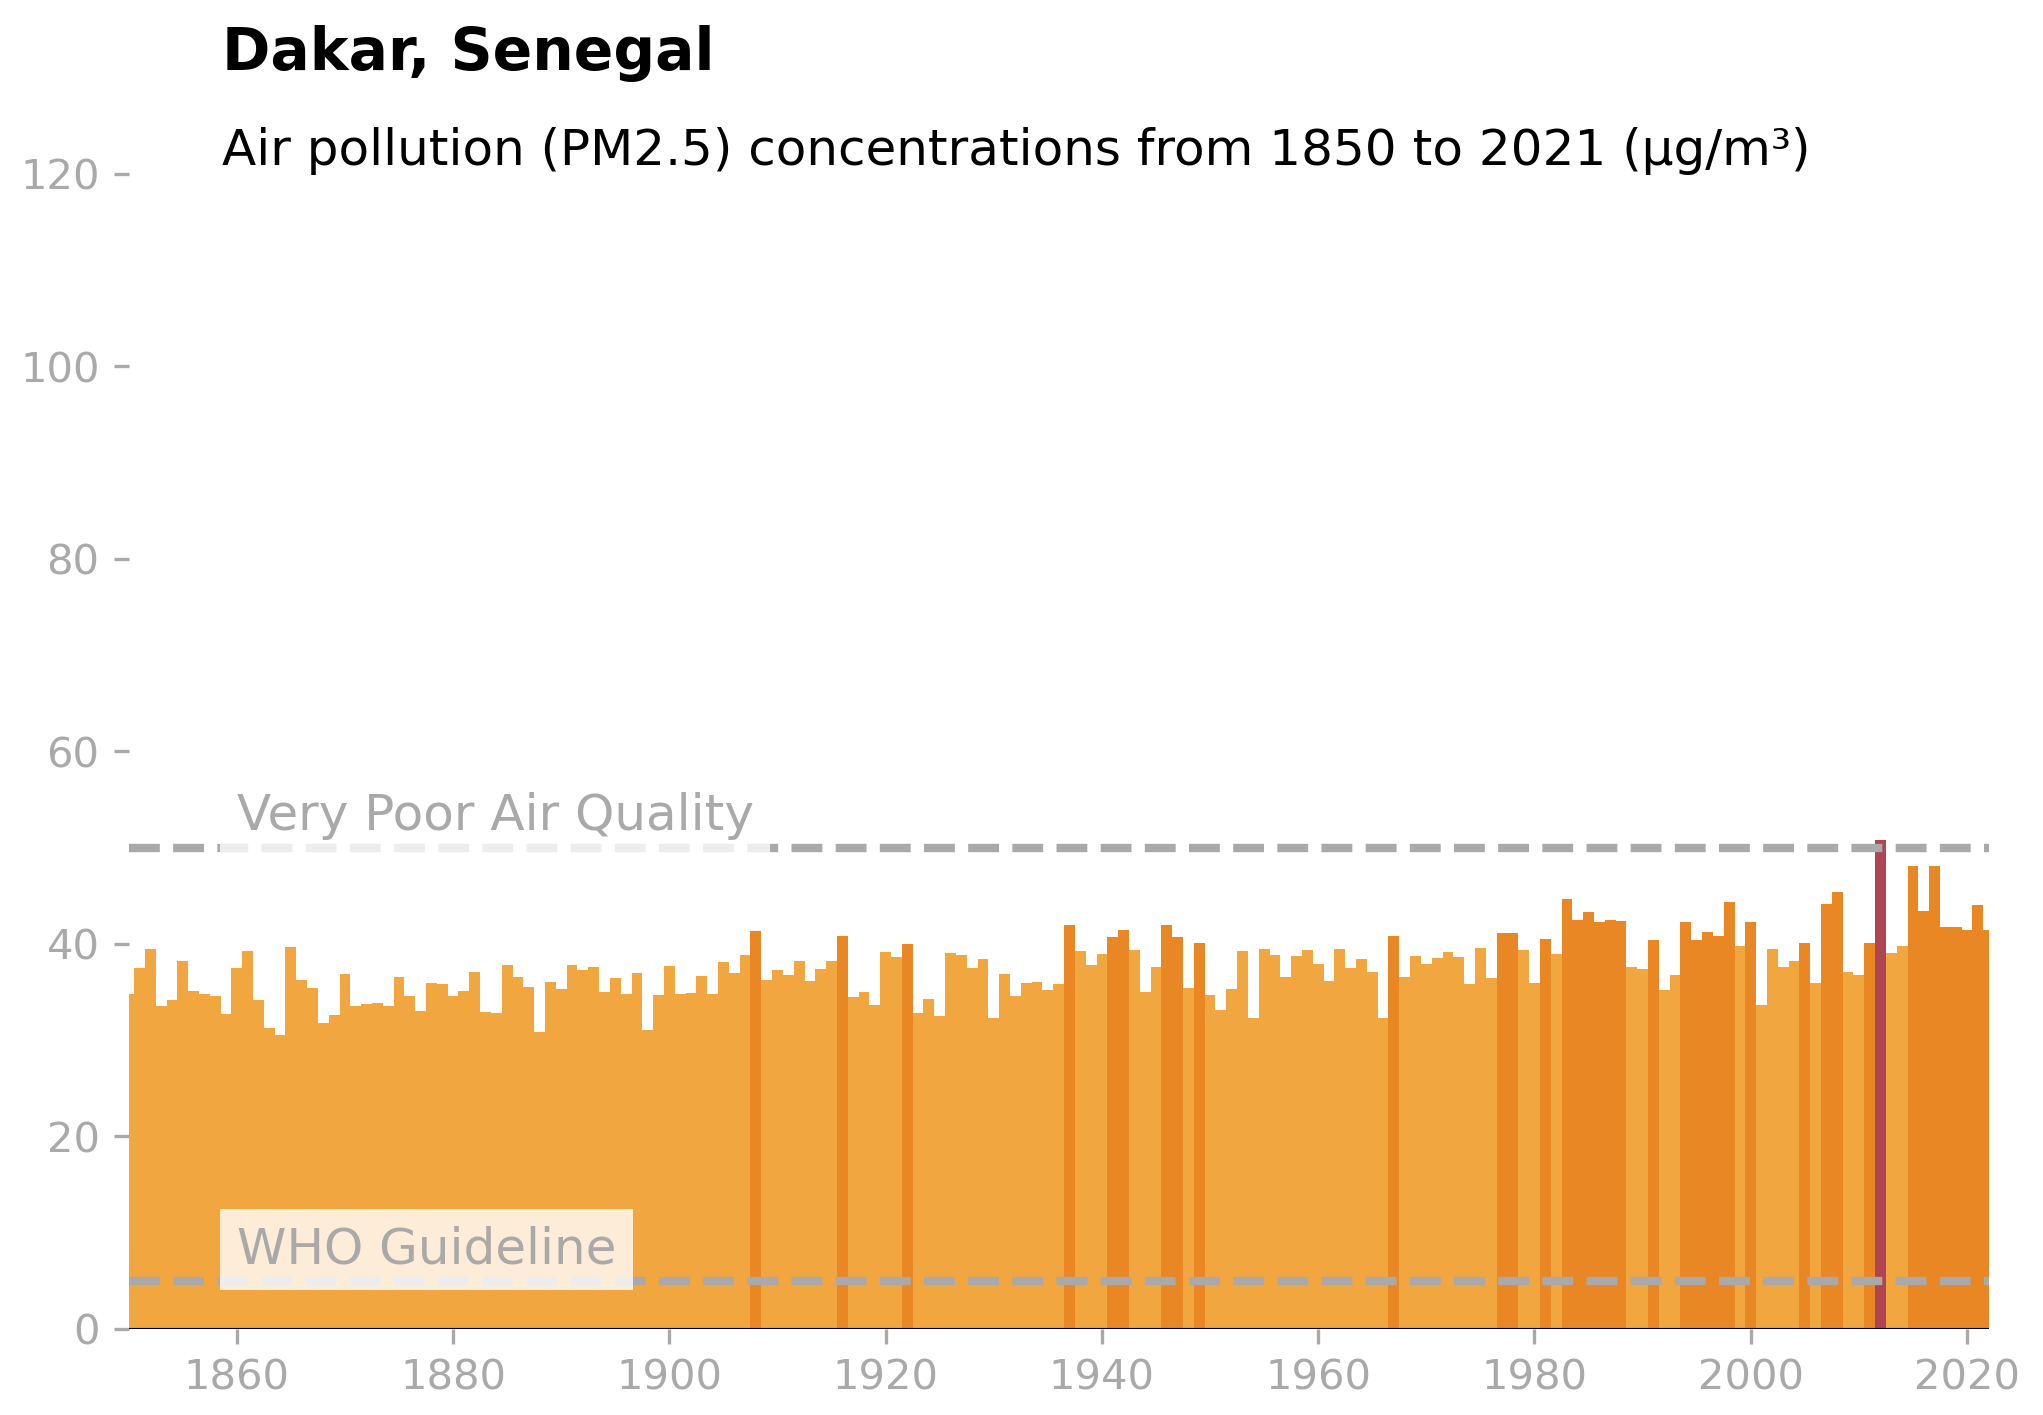 Dakar, Senegal
Air pollution (PM2.5) concentrations from 1850 to 2021 (µg/m³)
120
100
80
60
Very Poor Air Quality
40
20
WHO Guideline
0
1860 1880 1900 1920 1940 1960 1980 2000 2020